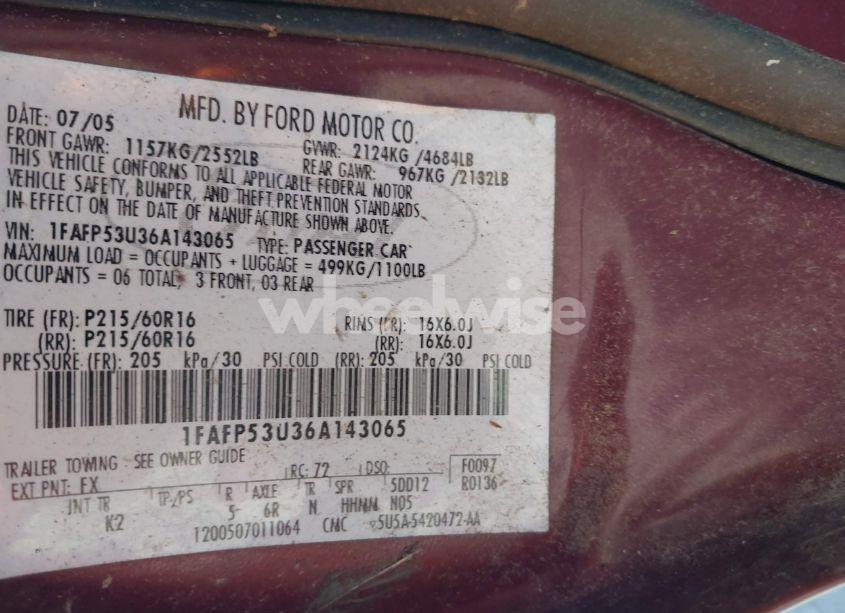 MFD. BY FORD MOTOR CO.
DATE: 07/05 GVWR: 2124KG /4684LB
FRONT GAWR: 1157KG/2552LB REAR GAWR: 967KG /2132LB
THIS VEHICLE CONFORMS TO ALL APPLICABLE FEDERAL MOTOR
VEHICLE SAFETY, BUMPER, AND THEFT PREVENTION STANDARDS
IN EFFECT ON THE DATE OF MANUFACTURE SHOWN ABOVE.
VIN: 1FAFP53U36A143065 TYPE: PASSENGER CAR
MAXIMUM LOAD = OCCUPANTS + LUGGAGE = 499KG/1100LB
OCCUPANTS = 06 TOTAL, 3 FRONT, 03 REAR
wheelwise
TIRE (FR): P215/60R16 RIMS (FR): 16X6.0J
(RR): P215/60R16 (RR): 16X6.0J
PRESSURE (FR): 205 kPa/30 PSI COLD (RR): 205 kPa/30 PSI COLD
1FAFP53U36A143065
TRAILER TOWING - SEE OWNER GUIDE
EXT PNT: FX RC: 72 DSO: F0097
R0136
INT TR TP/PS R AXLE TR SPR 50D12
K2 5- 6R N HHMM N05
1200507011064 CMC 5U5A-5420472-AA